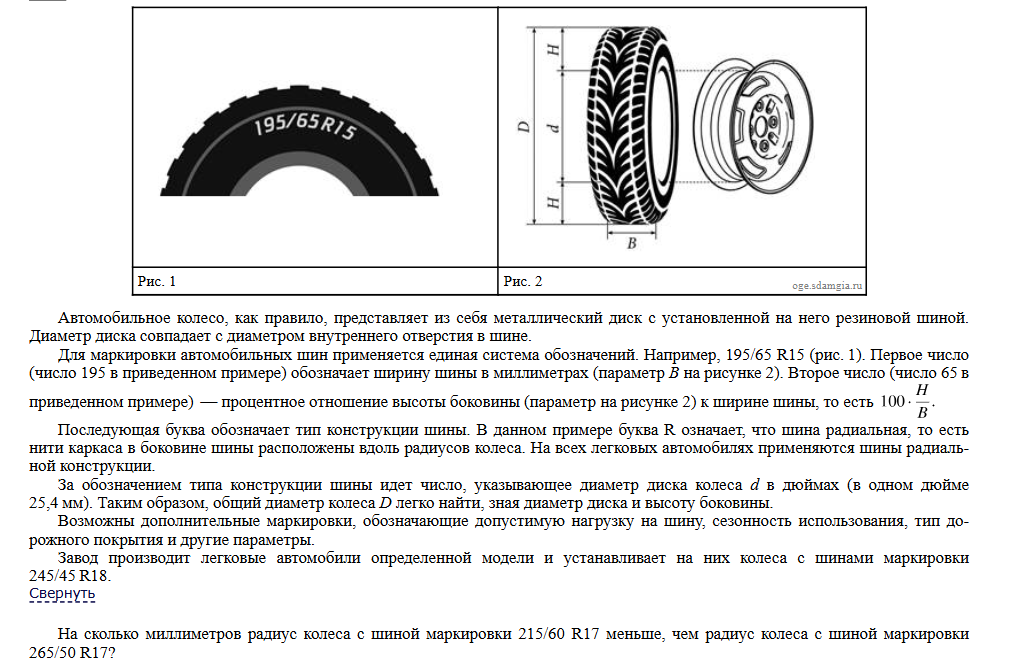 195/65 R15
H
D
d
H
B
Рис. 1
Рис. 2
oge.sdamgia.ru
Автомобильное колесо, как правило, представляет из себя металлический диск с установленной на него резиновой шиной.
Диаметр диска совпадает с диаметром внутреннего отверстия в шине.
Для маркировки автомобильных шин применяется единая система обозначений. Например, 195/65 R15 (рис. 1). Первое число
(число 195 в приведенном примере) обозначает ширину шины в миллиметрах (параметр B на рисунке 2). Второе число (число 65 в
приведенном примере) — процентное отношение высоты боковины (параметр на рисунке 2) к ширине шины, то есть 100 · H/B.
Последующая буква обозначает тип конструкции шины. В данном примере буква R означает, что шина радиальная, то есть
нити каркаса в боковине шины расположены вдоль радиусов колеса. На всех легковых автомобилях применяются шины радиаль-
ной конструкции.
За обозначением типа конструкции шины идет число, указывающее диаметр диска колеса d в дюймах (в одном дюйме
25,4 мм). Таким образом, общий диаметр колеса D легко найти, зная диаметр диска и высоту боковины.
Возможны дополнительные маркировки, обозначающие допустимую нагрузку на шину, сезонность использования, тип до-
рожного покрытия и другие параметры.
Завод производит легковые автомобили определенной модели и устанавливает на них колеса с шинами маркировки
245/45 R18.
Свернуть
На сколько миллиметров радиус колеса с шиной маркировки 215/60 R17 меньше, чем радиус колеса с шиной маркировки
265/50 R17?